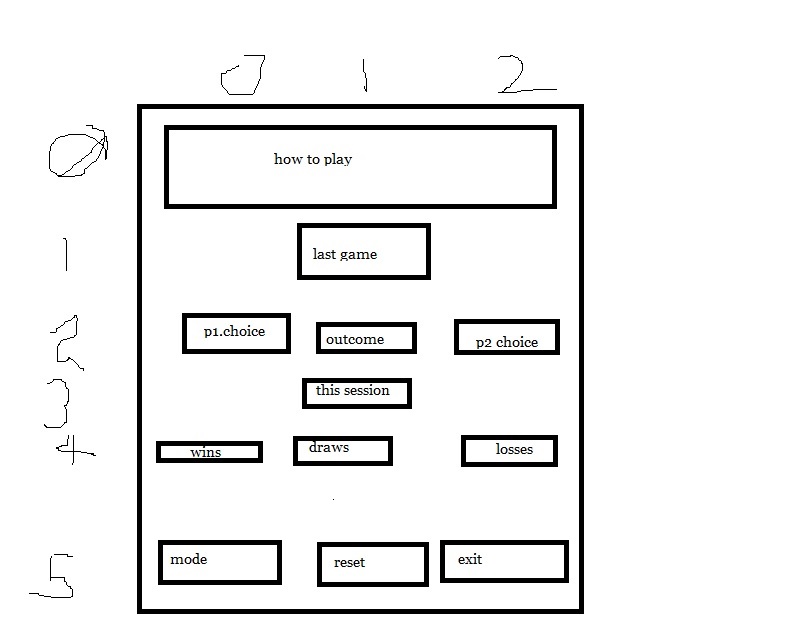 0 1 2
0
how to play
1
last game
2
p1.choice outcome p2 choice
3
this session
4
wins draws losses
5
mode reset exit